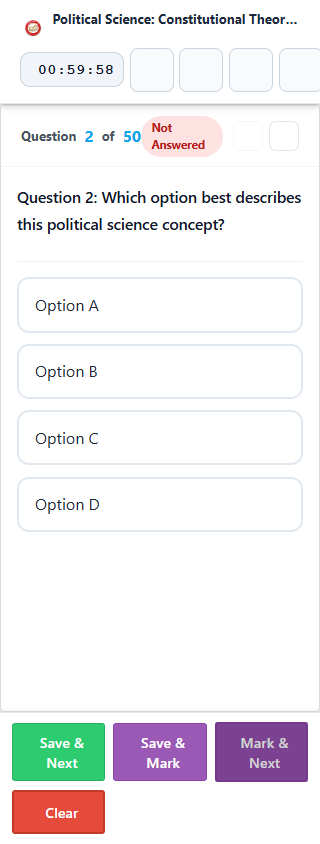 Political Science: Constitutional Theor...
00:59:58
Question 2 of 50
Not
Answered
Question 2: Which option best describes
this political science concept?
Option A
Option B
Option C
Option D
Save &
Next
Save &
Mark
Mark &
Next
Clear